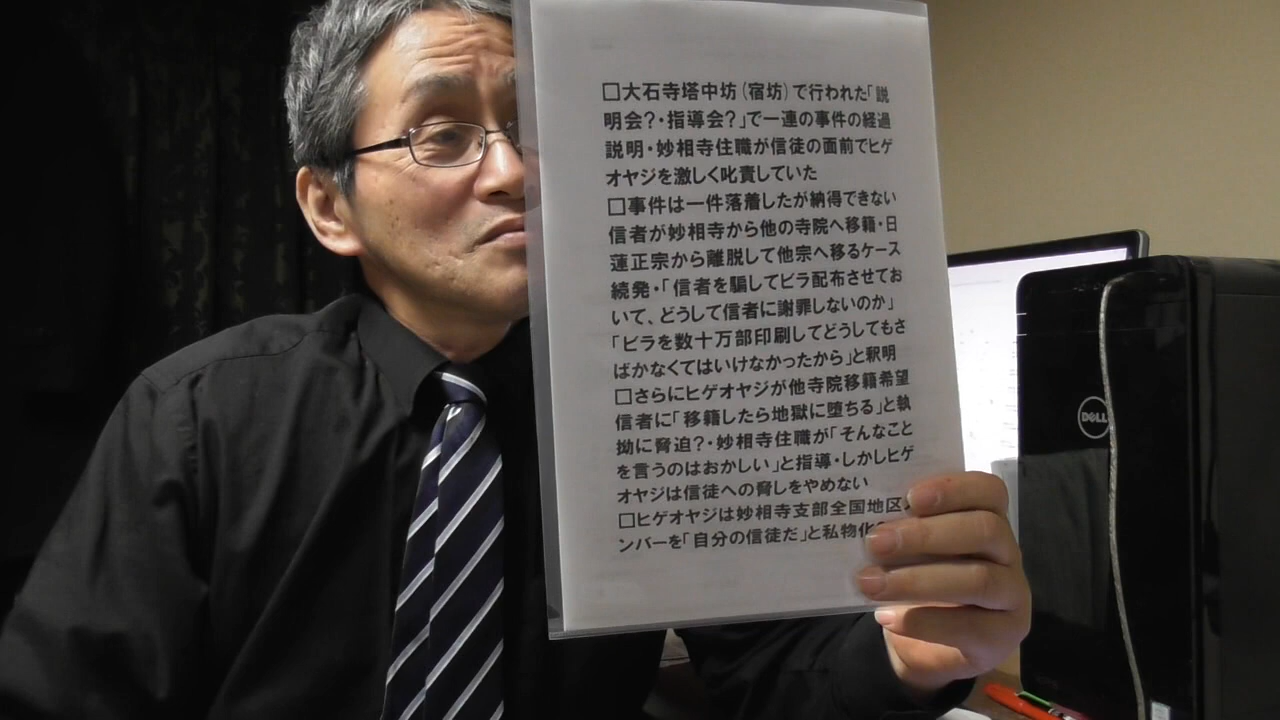 □大石寺塔中坊(宿坊)で行われた「説
明会?・指導会?」で一連の事件の経過
説明・妙相寺住職が信徒の面前でヒゲ
オヤジを激しく叱責していた
□事件は一件落着したが納得できない
信者が妙相寺から他の寺院へ移籍・日
蓮正宗から離脱して他宗へ移るケース
続発・「信者を騙してビラ配布させてお
いて、どうして信者に謝罪しないのか」
「ビラを数十万部印刷してどうしてもさ
ばかなくてはいけなかったから」と釈明
□さらにヒゲオヤジが他寺院移籍希望
信者に「移籍したら地獄に堕ちる」と執
拗に脅迫?・妙相寺住職が「そんなこと
を言うのはおかしい」と指導・しかしヒゲ
オヤジは信徒への脅しをやめない
□ヒゲオヤジは妙相寺支部全国地区メ
ンバーを「自分の信徒だ」と私物化
DELL